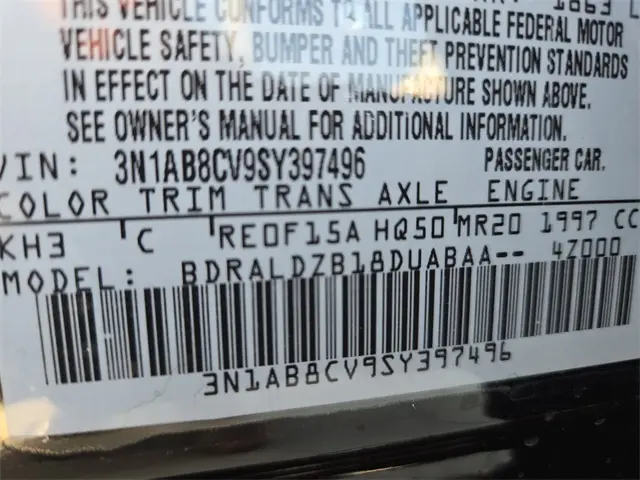 THIS VEHICLE CONFORMS TO ALL APPLICABLE FEDERAL MOTOR
VEHICLE SAFETY, BUMPER AND THEFT PREVENTION STANDARDS
IN EFFECT ON THE DATE OF MANUFACTURE SHOWN ABOVE.
SEE OWNER'S MANUAL FOR ADDITIONAL INFORMATION.
VIN: 3N1AB8CV9SY397496 PASSENGER CAR.
COLOR TRIM TRANS AXLE ENGINE
KH3 C RE0F15A HQ50 MR20 1997 CC
MODEL: BDRALDZB18DUABAA-- 4Z000
3N1AB8CV9SY397496